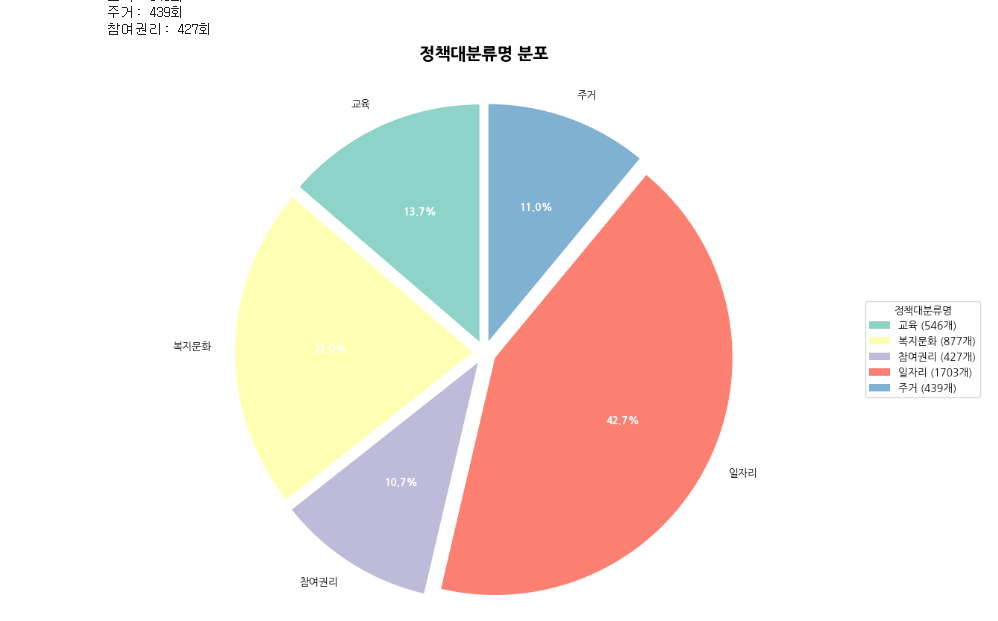 주거: 439회
참여권리: 427회
정책대분류명 분포
주거
교육
11.0%
13.7%
정책대분류명
교육 (546개)
복지문화 (877개)
참여권리 (427개)
일자리 (1703개)
주거 (439개)
복지문화
22.0%
42.7%
일자리
10.7%
참여권리